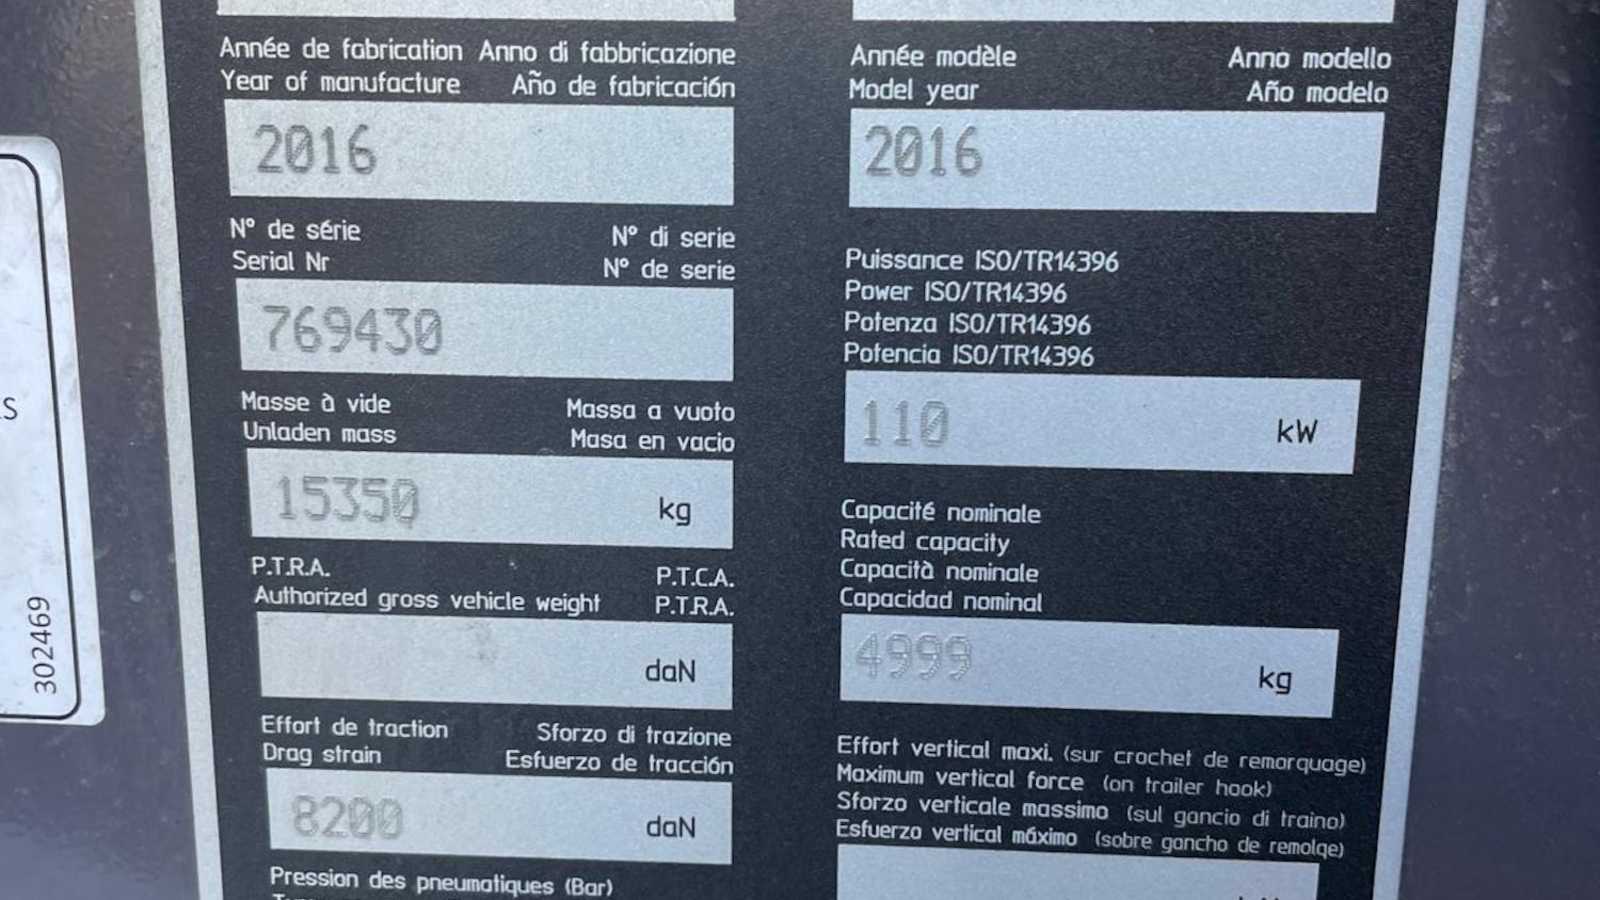 Année de fabrication Anno di fabbricazione
Year of manufacture Año de fabricación
2016
N° de série N° di serie
Serial Nr N° de serie
769430
Masse à vide Massa a vuoto
Unladen mass Masa en vacio
15350 kg
P.T.R.A. P.T.C.A.
Authorized gross vehicle weight P.T.R.A.
daN
Effort de traction Sforzo di trazione
Drag strain Esfuerzo de tracción
8200 daN
Pression des pneumatiques (Bar)
Année modèle Anno modello
Model year Año modelo
2016
Puissance ISO/TR14396
Power ISO/TR14396
Potenza ISO/TR14396
Potencia ISO/TR14396
110 kW
Capacité nominale
Rated capacity
Capacità nominale
Capacidad nominal
4999 kg
Effort vertical maxi. (sur crochet de remorquage)
Maximum vertical force (on trailer hook)
Sforzo verticale massimo (sul gancio di traino)
Esfuerzo vertical máximo (sobre gancho de remolqe)
302469